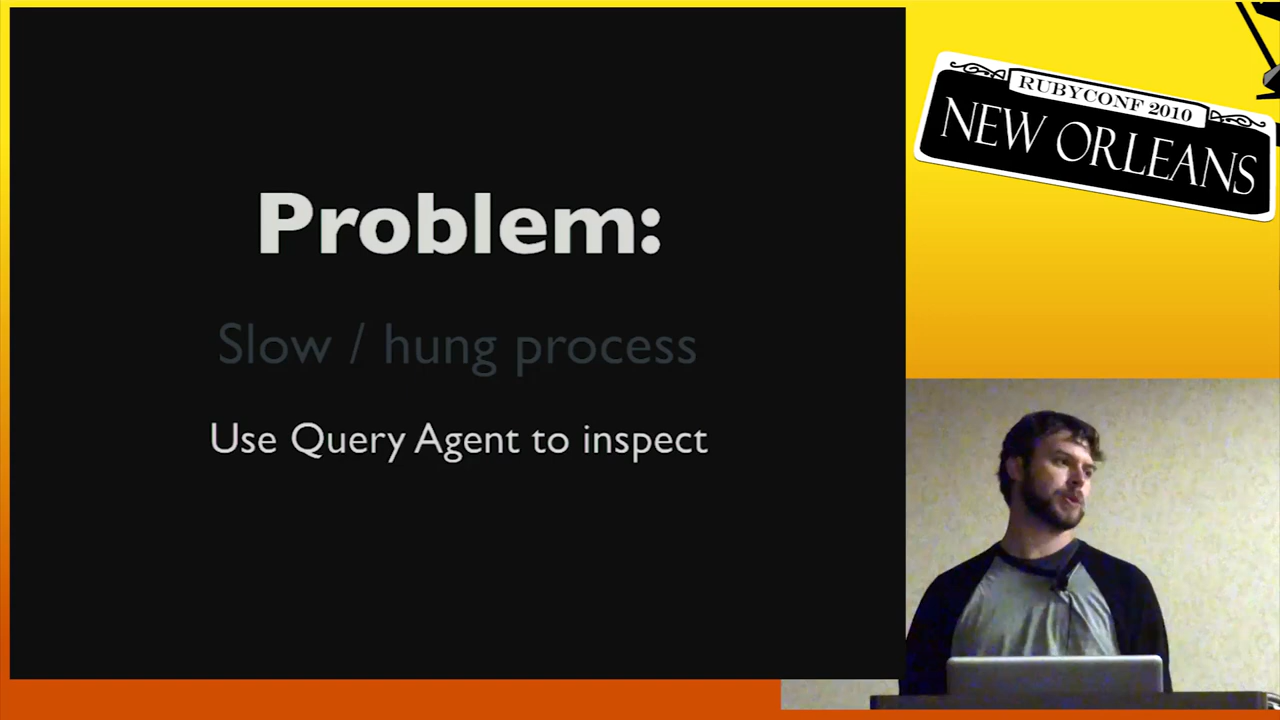 Problem:
Slow / hung process
Use Query Agent to inspect
RUBYCONF 2010
NEW ORLEANS